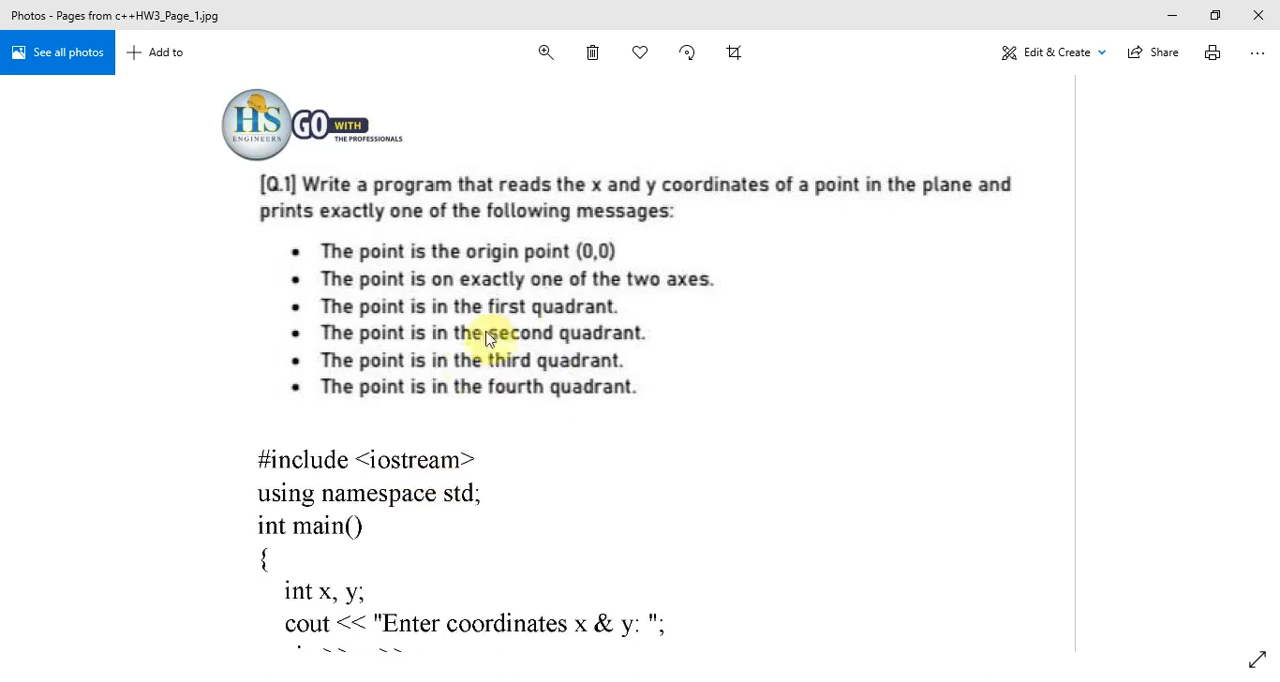 Photos - Pages from c++HW3_Page_1.jpg
See all photos
Add to
Edit & Create
Share
HS
ENGINEERS
GO WITH
THE PROFESSIONALS
[Q.1] Write a program that reads the x and y coordinates of a point in the plane and
prints exactly one of the following messages:
• The point is the origin point (0,0)
• The point is on exactly one of the two axes.
• The point is in the first quadrant.
• The point is in the second quadrant.
• The point is in the third quadrant.
• The point is in the fourth quadrant.
#include <iostream>
using namespace std;
int main()
{
int x, y;
cout << "Enter coordinates x & y: ";